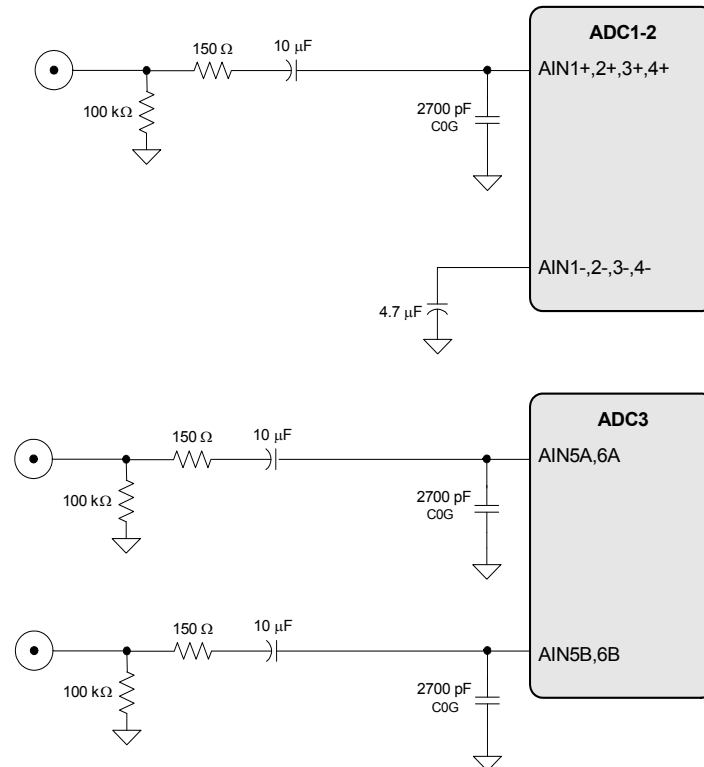 ADC1-2
150 Ω
10 μF
AIN1+,2+,3+,4+
100 kΩ
2700 pF
C0G
AIN1-,2-,3-,4-
4.7 μF
ADC3
150 Ω
10 μF
AIN5A,6A
100 kΩ
2700 pF
C0G
150 Ω
10 μF
AIN5B,6B
100 kΩ
2700 pF
C0G